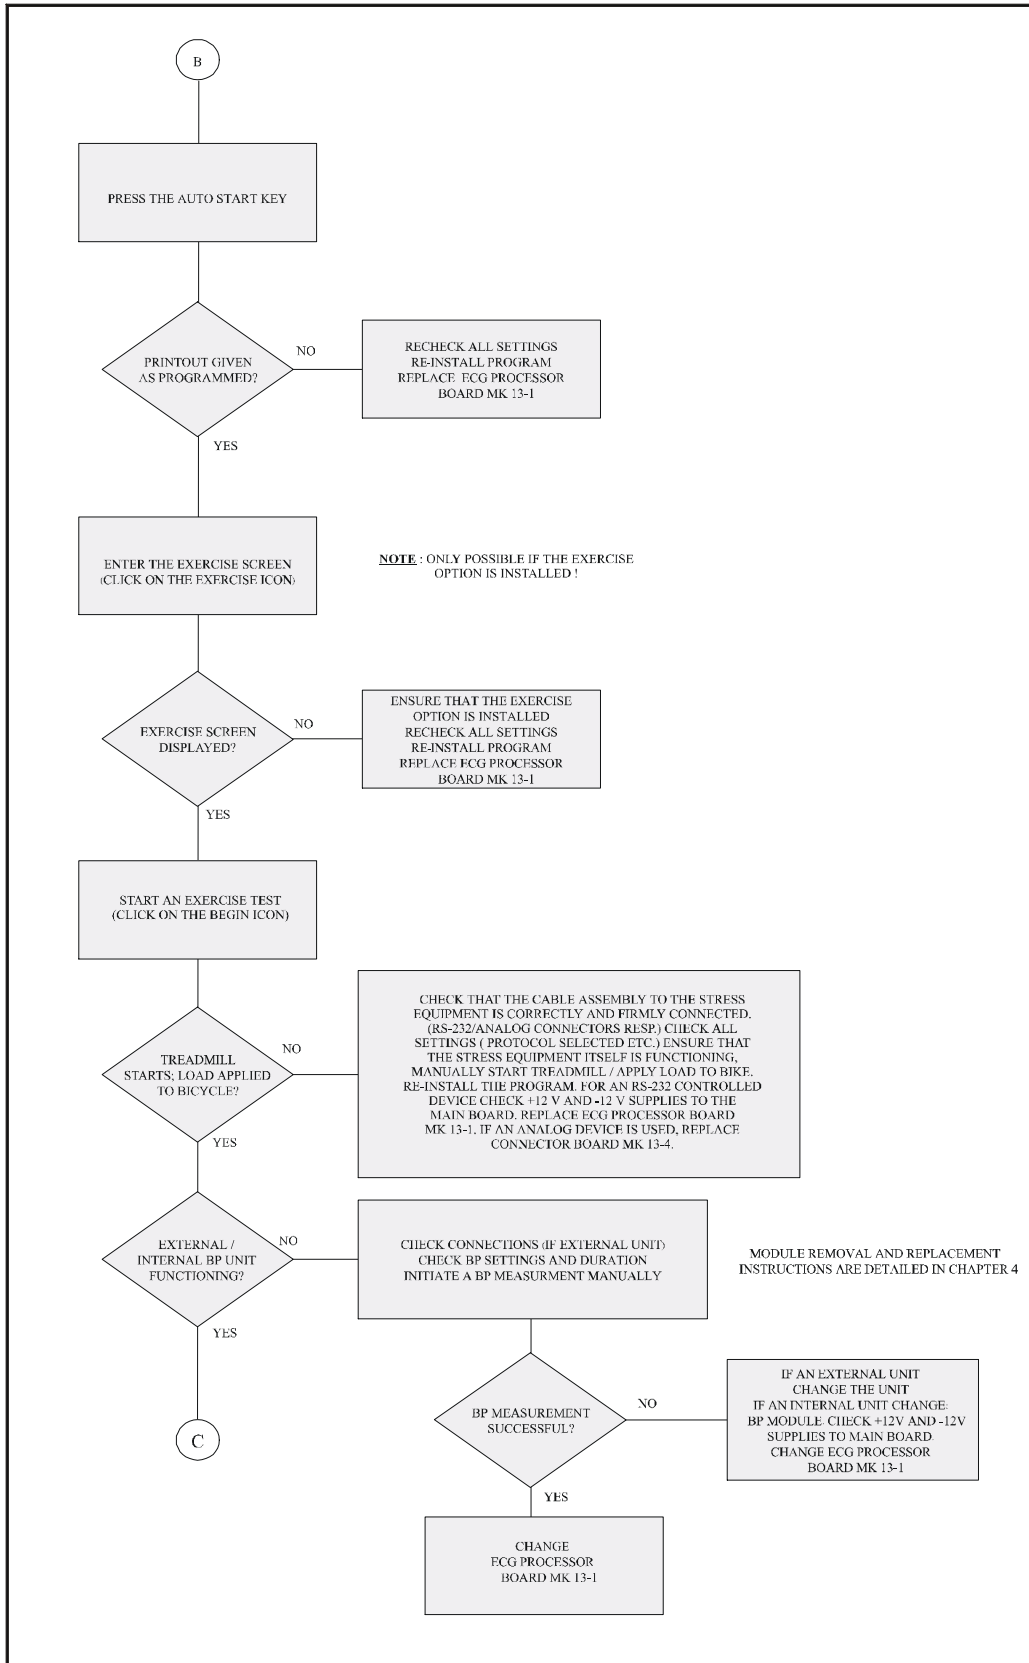 B
PRESS THE AUTO START KEY
PRINTOUT GIVEN
AS PROGRAMMED?
NO
RECHECK ALL SETTINGS
RE-INSTALL PROGRAM
REPLACE ECG PROCESSOR
BOARD MK 13-1
YES
ENTER THE EXERCISE SCREEN
(CLICK ON THE EXERCISE ICON)
NOTE : ONLY POSSIBLE IF THE EXERCISE
OPTION IS INSTALLED !
EXERCISE SCREEN
DISPLAYED?
NO
ENSURE THAT THE EXERCISE
OPTION IS INSTALLED
RECHECK ALL SETTINGS
RE-INSTALL PROGRAM
REPLACE ECG PROCESSOR
BOARD MK 13-1
YES
START AN EXERCISE TEST
(CLICK ON THE BEGIN ICON)
TREADMILL
STARTS; LOAD APPLIED
TO BICYCLE?
NO
CHECK THAT THE CABLE ASSEMBLY TO THE STRESS
EQUIPMENT IS CORRECTLY AND FIRMLY CONNECTED.
(RS-232/ANALOG CONNECTORS RESP.) CHECK ALL
SETTINGS ( PROTOCOL SELECTED ETC.) ENSURE THAT
THE STRESS EQUIPMENT ITSELF IS FUNCTIONING,
MANUALLY START TREADMILL / APPLY LOAD TO BIKE.
RE-INSTALL THE PROGRAM. FOR AN RS-232 CONTROLLED
DEVICE CHECK +12 V AND -12 V SUPPLIES TO THE
MAIN BOARD. REPLACE ECG PROCESSOR BOARD
MK 13-1. IF AN ANALOG DEVICE IS USED, REPLACE
CONNECTOR BOARD MK 13-4.
YES
EXTERNAL /
INTERNAL BP UNIT
FUNCTIONING?
NO
CHECK CONNECTIONS (IF EXTERNAL UNIT)
CHECK BP SETTINGS AND DURATION
INITIATE A BP MEASURMENT MANUALLY
MODULE REMOVAL AND REPLACEMENT
INSTRUCTIONS ARE DETAILED IN CHAPTER 4
YES
C
BP MEASUREMENT
SUCCESSFUL?
NO
IF AN EXTERNAL UNIT
CHANGE THE UNIT
IF AN INTERNAL UNIT CHANGE:
BP MODULE. CHECK +12V AND -12V
SUPPLIES TO MAIN BOARD.
CHANGE ECG PROCESSOR
BOARD MK 13-1
YES
CHANGE
ECG PROCESSOR
BOARD MK 13-1